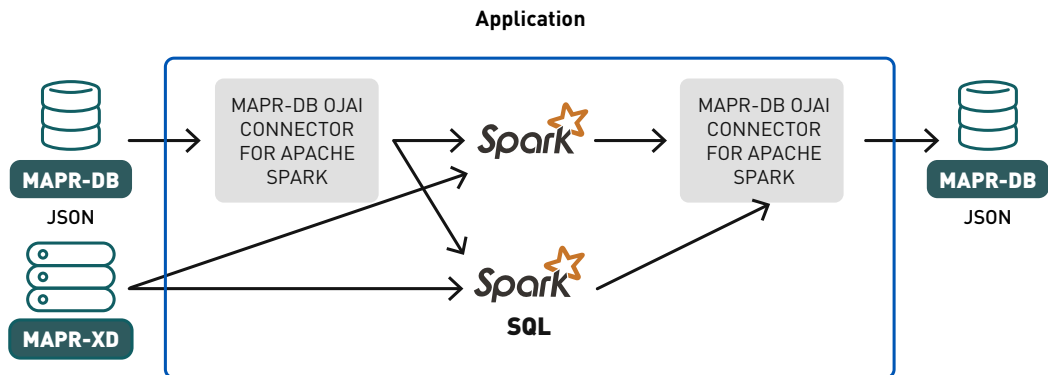 Application
MAPR-DB OJAI
CONNECTOR
FOR APACHE
SPARK
MAPR-DB OJAI
CONNECTOR
FOR APACHE
SPARK
Spark
MAPR-DB
JSON
MAPR-DB
JSON
Spark
SQL
MAPR-XD